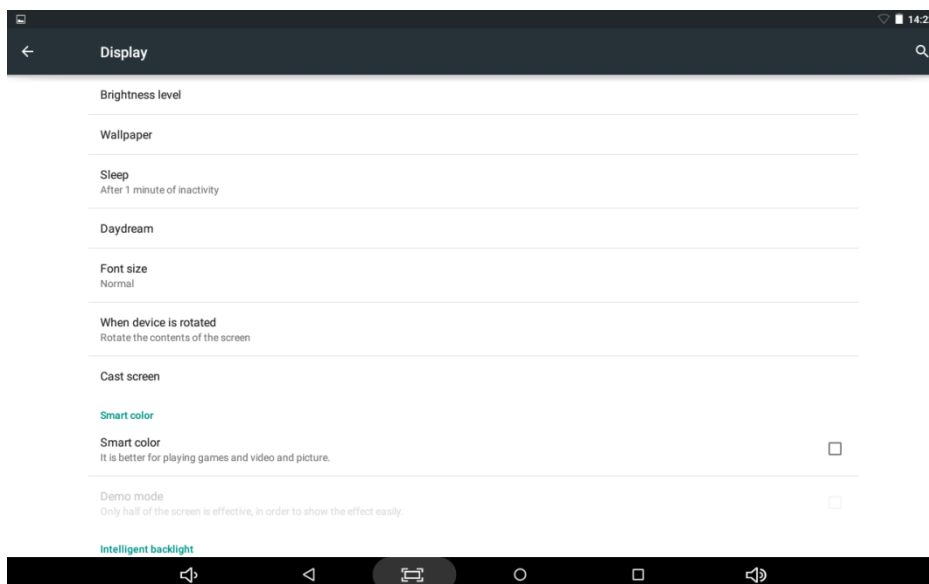 14:2
Display
Brightness level
Wallpaper
Sleep
After 1 minute of inactivity
Daydream
Font size
Normal
When device is rotated
Rotate the contents of the screen
Cast screen
Smart color
Smart color
It is better for playing games and video and picture.
Demo mode
Only half of the screen is effective, in order to show the effect easily.
Intelligent backlight